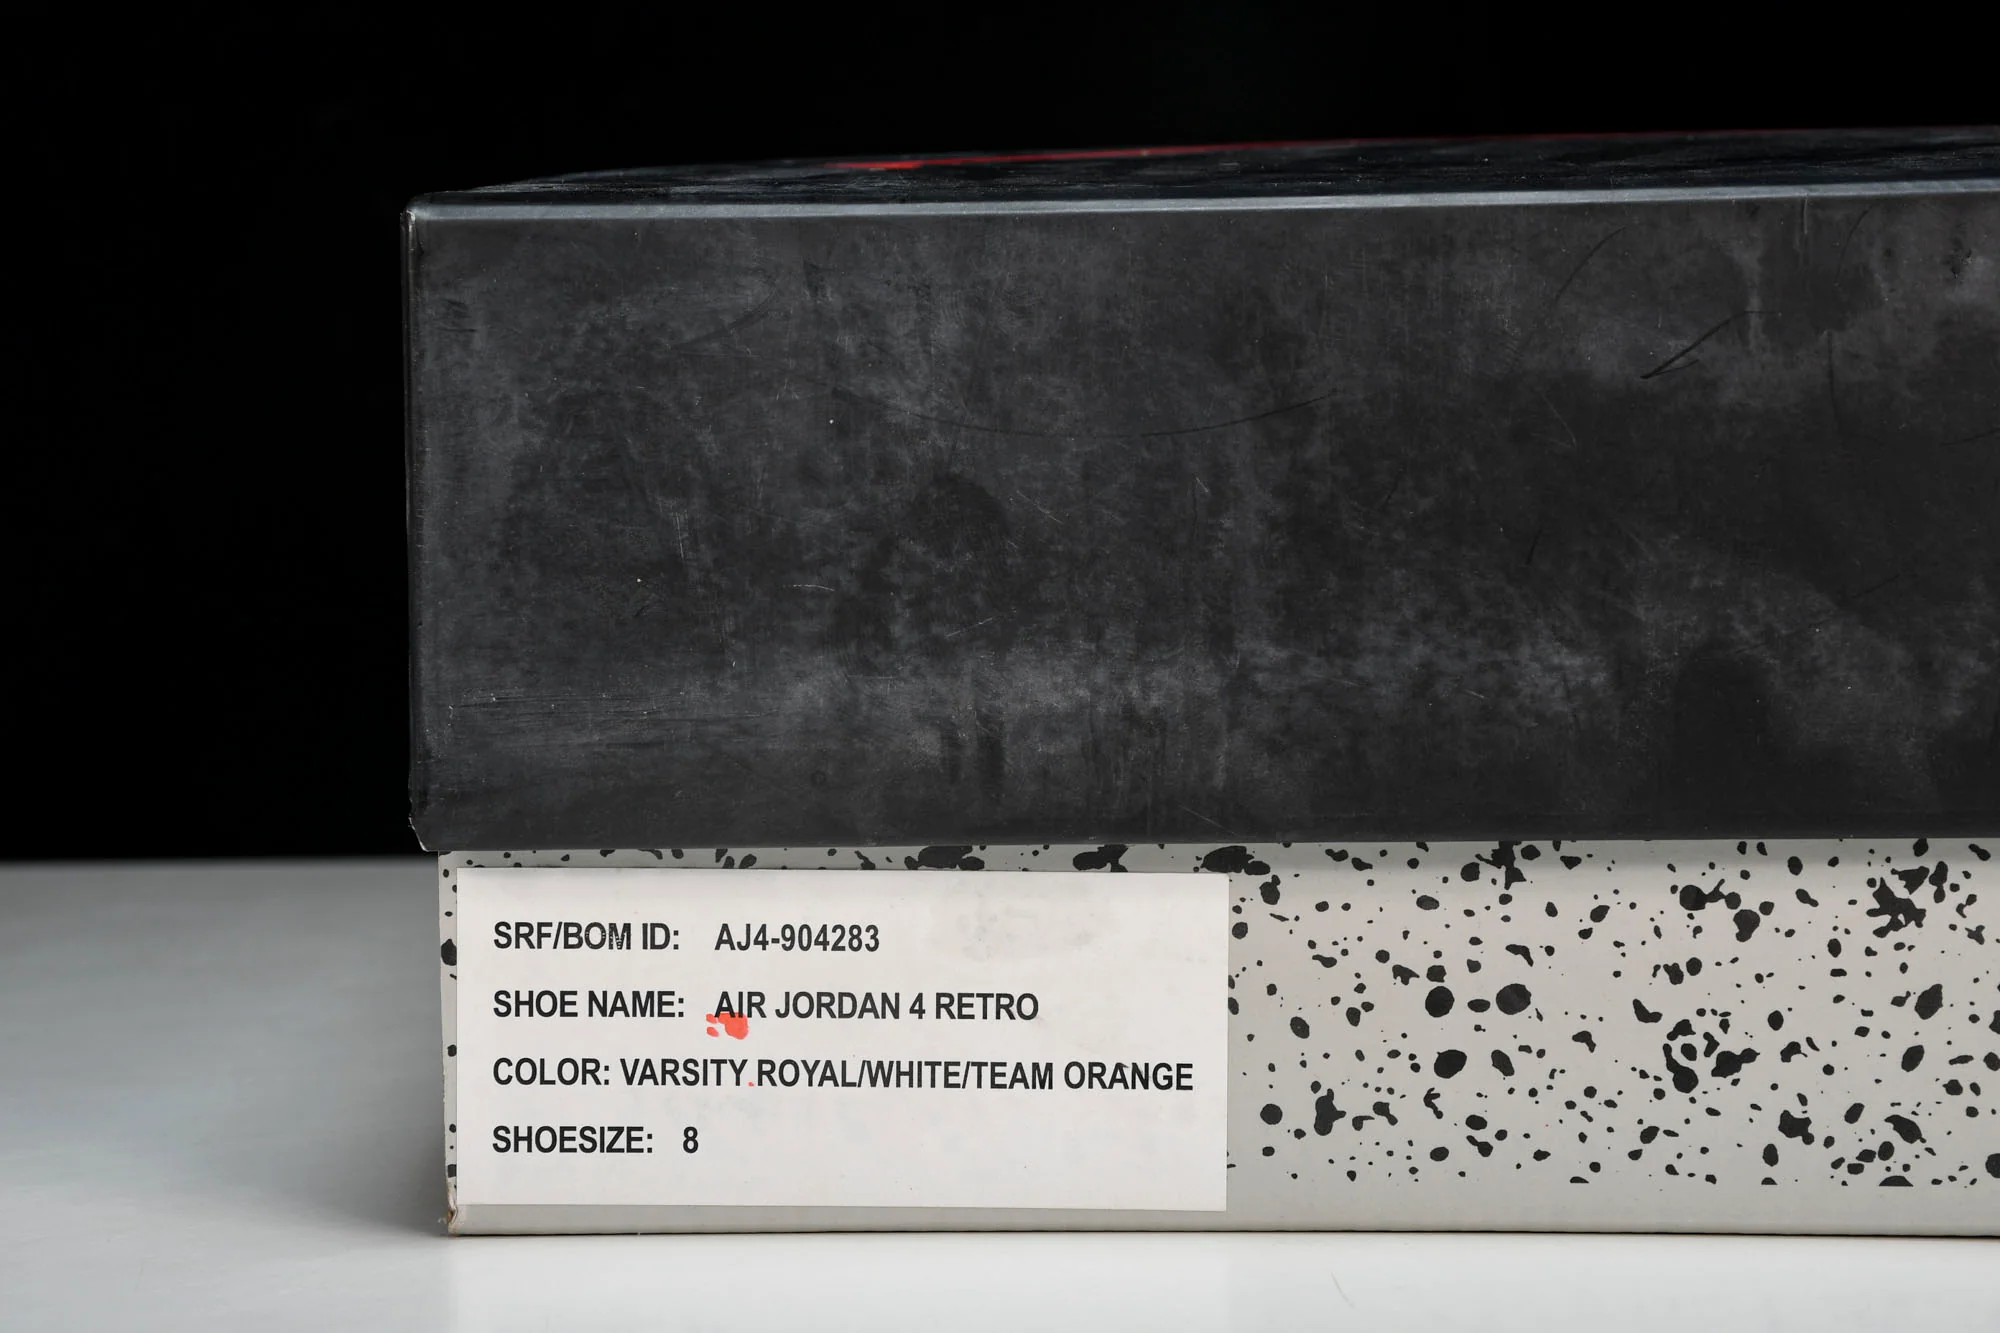 SRF/BOM ID: AJ4-904283
SHOE NAME: AIR JORDAN 4 RETRO
COLOR: VARSITY ROYAL/WHITE/TEAM ORANGE
SHOESIZE: 8